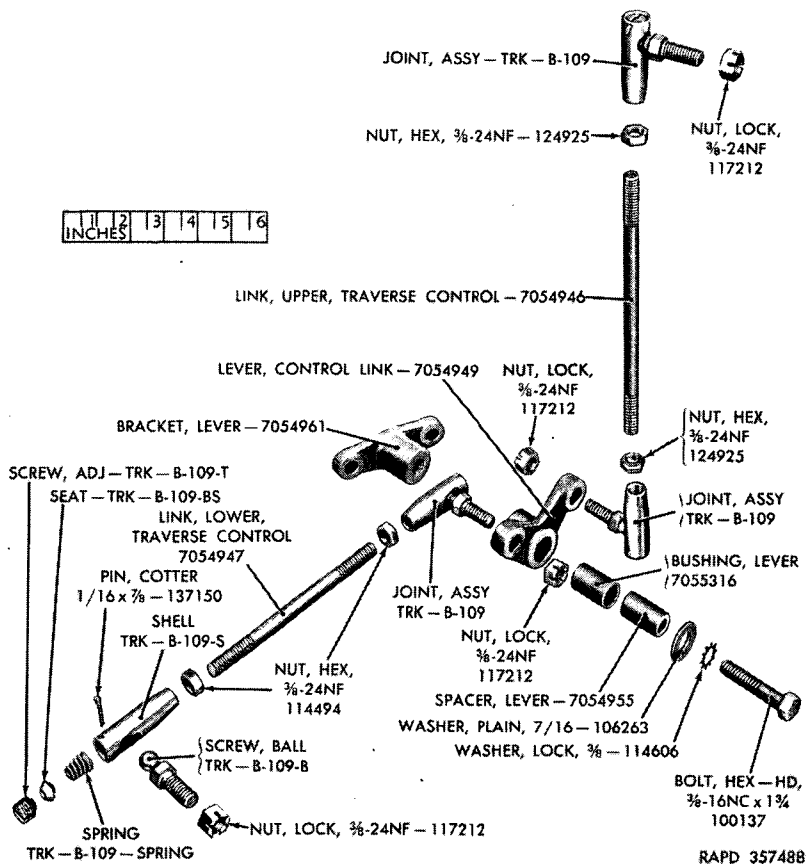 JOINT, ASSY—TRK—B-109
NUT, LOCK,
⅜-24NF
117212
NUT, HEX, ⅜-24NF—124925
1 2 3 4 5 6
INCHES
LINK, UPPER, TRAVERSE CONTROL—7054946
LEVER, CONTROL LINK—7054949
NUT, LOCK,
⅜-24NF
117212
BRACKET, LEVER—7054961
NUT, HEX,
⅜-24NF
124925
SCREW, ADJ—TRK—B-109-T
SEAT—TRK—B-109-BS
LINK, LOWER,
TRAVERSE CONTROL
7054947
JOINT, ASSY
TRK—B-109
PIN, COTTER
1/16 x ⅞—137150
SHELL
TRK—B-109-S
JOINT, ASSY
TRK—B-109
BUSHING, LEVER
7055316
NUT, LOCK,
⅜-24NF
117212
NUT, HEX,
⅜-24NF
114494
SPACER, LEVER—7054955
WASHER, PLAIN, 7/16—106263
WASHER, LOCK, ⅜—114606
SCREW, BALL
TRK—B-109-B
BOLT, HEX—HD,
⅜-16NC x 1¾
100137
NUT, LOCK, ⅜-24NF—117212
SPRING
TRK—B-109—SPRING
RAPD 357488